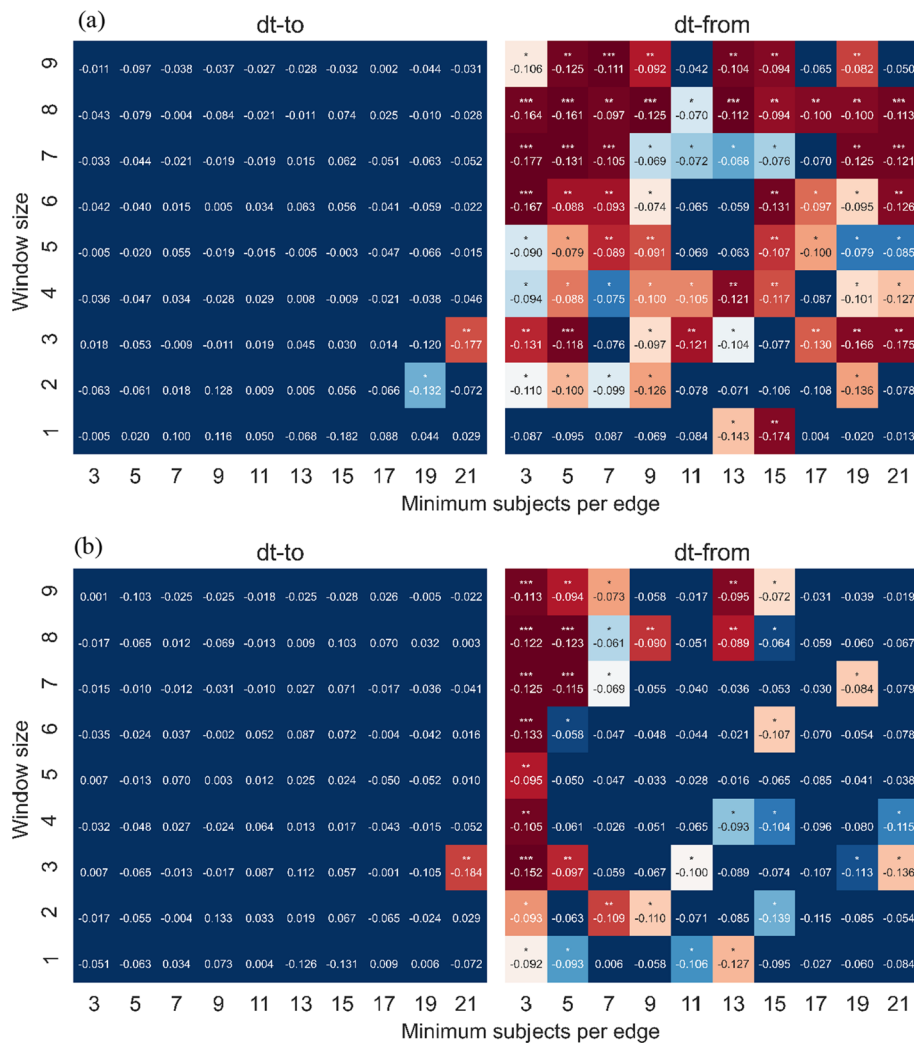 (a)
dt-to dt-from
* ** *** ** ** ** **
9 -0.011 -0.097 -0.038 -0.037 -0.027 -0.028 -0.032 0.002 -0.044 -0.031 -0.106 -0.125 -0.111 -0.092 -0.042 -0.104 -0.094 -0.065 -0.082 -0.050
*** *** ** *** * *** ** ** ** ***
8 -0.043 -0.079 -0.004 -0.084 -0.021 -0.011 0.074 0.025 -0.010 -0.028 -0.164 -0.161 -0.097 -0.125 -0.070 -0.112 -0.094 -0.100 -0.100 -0.113
*** *** *** * * * * ** ***
7 -0.033 -0.044 -0.021 -0.019 -0.019 0.015 0.062 -0.051 -0.063 -0.052 -0.177 -0.131 -0.105 -0.069 -0.072 -0.068 -0.076 -0.070 -0.125 -0.121
*** ** ** * ** * * **
6 -0.042 -0.040 0.015 0.005 0.034 0.063 0.056 -0.041 -0.059 -0.022 -0.167 -0.088 -0.093 -0.074 -0.065 -0.059 -0.131 -0.097 -0.095 -0.126
* * ** ** ** * * *
5 -0.005 -0.020 0.055 -0.019 -0.015 -0.005 -0.003 -0.047 -0.066 -0.015 -0.090 -0.079 -0.089 -0.091 -0.069 -0.063 -0.107 -0.100 -0.079 -0.085
* * * * * ** ** * *
4 -0.036 -0.047 0.034 -0.028 0.029 0.008 -0.009 -0.021 -0.038 -0.046 -0.094 -0.088 -0.075 -0.100 -0.105 -0.121 -0.117 -0.087 -0.101 -0.127
** ** *** * ** * ** ** **
3 0.018 -0.053 -0.009 -0.011 0.019 0.045 0.030 0.014 -0.120 -0.177 -0.131 -0.118 -0.076 -0.097 -0.121 -0.104 -0.077 -0.130 -0.166 -0.175
* * * * * *
2 -0.063 -0.061 0.018 0.128 0.009 0.005 0.056 -0.066 -0.132 -0.072 -0.110 -0.100 -0.099 -0.126 -0.078 -0.071 -0.106 -0.108 -0.136 -0.078
* **
1 -0.005 0.020 0.100 0.116 0.050 -0.068 -0.182 0.088 0.044 0.029 -0.087 -0.095 0.087 -0.069 -0.084 -0.143 -0.174 0.004 -0.020 -0.013
Window size
3 5 7 9 11 13 15 17 19 21 3 5 7 9 11 13 15 17 19 21
Minimum subjects per edge
(b)
dt-to dt-from
*** ** * ** *
9 0.001 -0.103 -0.025 -0.025 -0.018 -0.025 -0.028 0.026 -0.005 -0.022 -0.113 -0.094 -0.073 -0.058 -0.017 -0.095 -0.072 -0.031 -0.039 -0.019
*** *** * ** ** *
8 -0.017 -0.065 0.012 -0.069 -0.013 0.009 0.103 0.070 0.032 0.003 -0.122 -0.123 -0.061 -0.090 -0.051 -0.089 -0.064 -0.059 -0.060 -0.067
*** *** * *
7 -0.015 -0.010 -0.012 -0.031 -0.010 0.027 0.071 -0.017 -0.036 -0.041 -0.125 -0.115 -0.069 -0.055 -0.040 -0.036 -0.053 -0.030 -0.084 -0.079
*** * *
6 -0.035 -0.024 0.037 -0.002 0.052 0.087 0.072 -0.004 -0.042 0.016 -0.133 -0.058 -0.047 -0.048 -0.044 -0.021 -0.107 -0.070 -0.054 -0.078
**
5 0.007 -0.013 0.070 0.003 0.012 0.025 0.024 -0.050 -0.052 0.010 -0.095 -0.050 -0.047 -0.033 -0.028 -0.016 -0.065 -0.085 -0.041 -0.038
** * * *
4 -0.032 -0.048 0.027 -0.024 0.064 0.013 0.017 -0.043 -0.015 -0.052 -0.105 -0.061 -0.026 -0.051 -0.065 -0.093 -0.104 -0.096 -0.080 -0.115
** *** ** * * *
3 0.007 -0.065 -0.013 -0.017 0.087 0.112 0.057 -0.001 -0.105 -0.184 -0.152 -0.097 -0.059 -0.067 -0.100 -0.089 -0.074 -0.107 -0.113 -0.136
* ** * *
2 -0.017 -0.055 -0.004 0.133 0.033 0.019 0.067 -0.065 -0.024 0.029 -0.093 -0.063 -0.109 -0.110 -0.071 -0.085 -0.139 -0.115 -0.085 -0.054
* * * *
1 -0.051 -0.063 0.034 0.073 0.004 -0.126 -0.131 0.009 0.006 -0.072 -0.092 -0.093 0.006 -0.058 -0.106 -0.127 -0.095 -0.027 -0.060 -0.084
Window size
3 5 7 9 11 13 15 17 19 21 3 5 7 9 11 13 15 17 19 21
Minimum subjects per edge